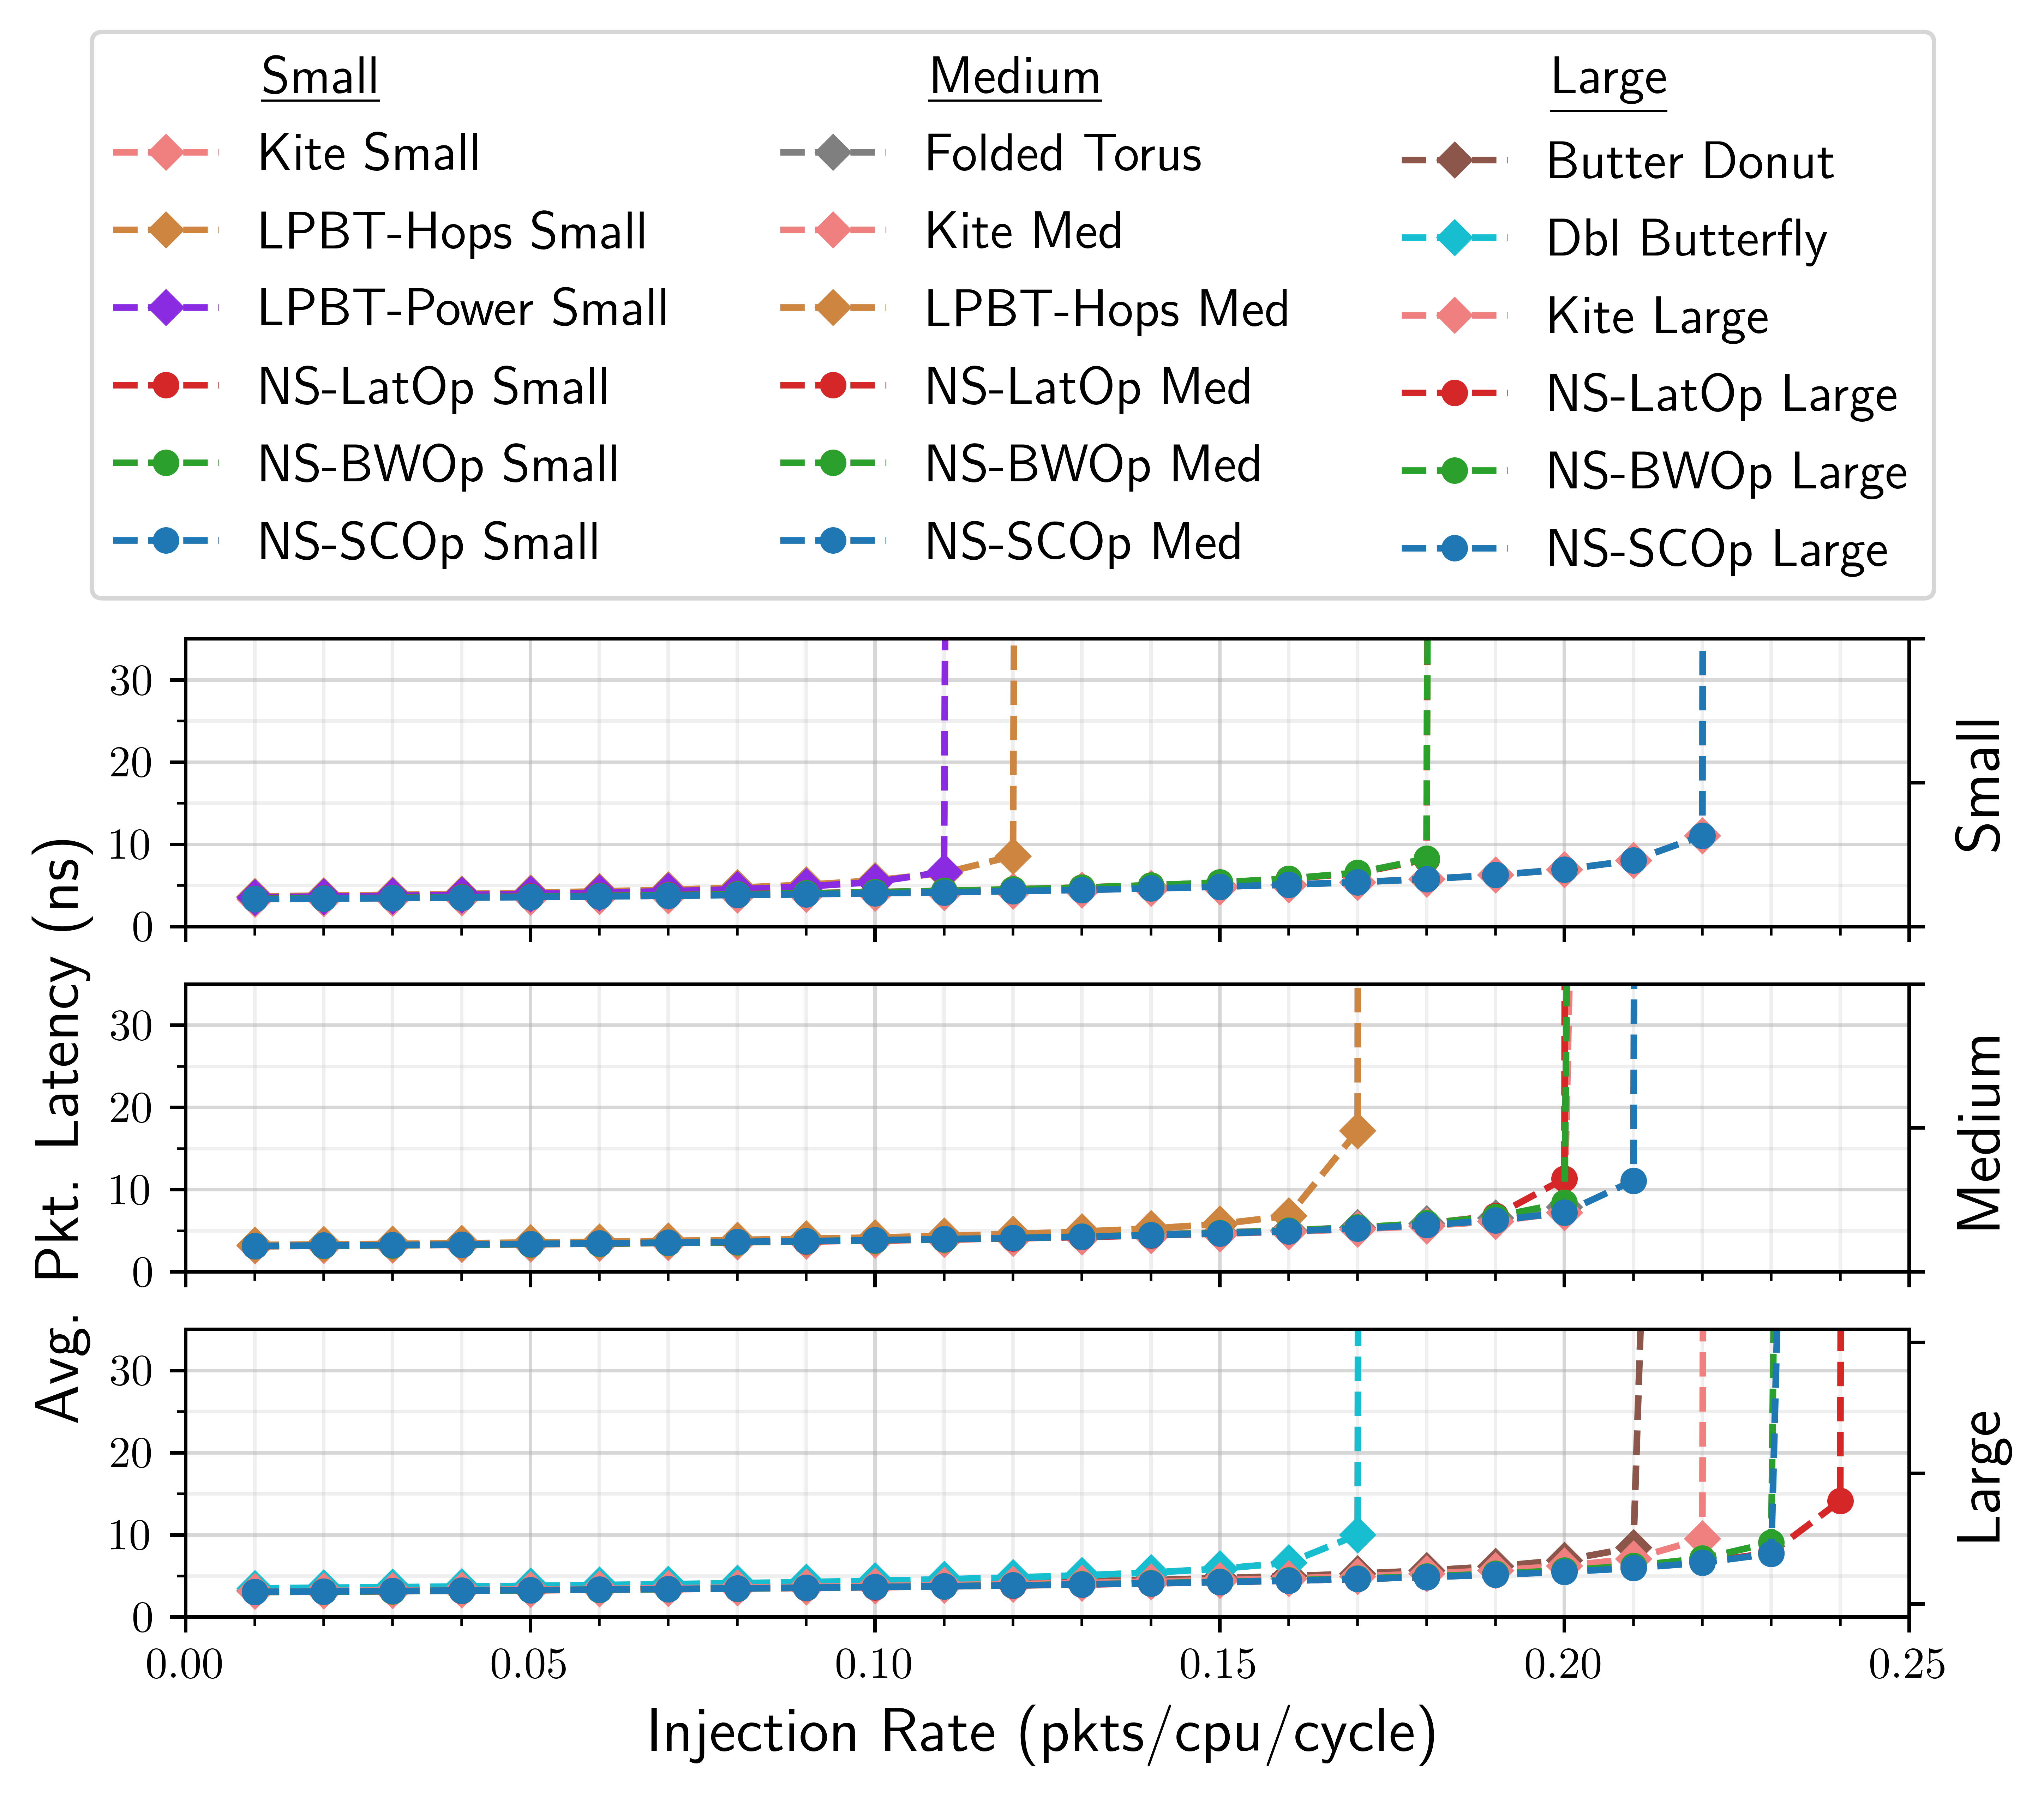 Small
Kite Small
LPBT-Hops Small
LPBT-Power Small
NS-LatOp Small
NS-BWOp Small
NS-SCOp Small
Medium
Folded Torus
Kite Med
LPBT-Hops Med
NS-LatOp Med
NS-BWOp Med
NS-SCOp Med
Large
Butter Donut
Dbl Butterfly
Kite Large
NS-LatOp Large
NS-BWOp Large
NS-SCOp Large
Avg. Pkt. Latency (ns)
30
20
10
0
Small
30
20
10
0
Medium
30
20
10
0
Large
0.00 0.05 0.10 0.15 0.20 0.25
Injection Rate (pkts/cpu/cycle)